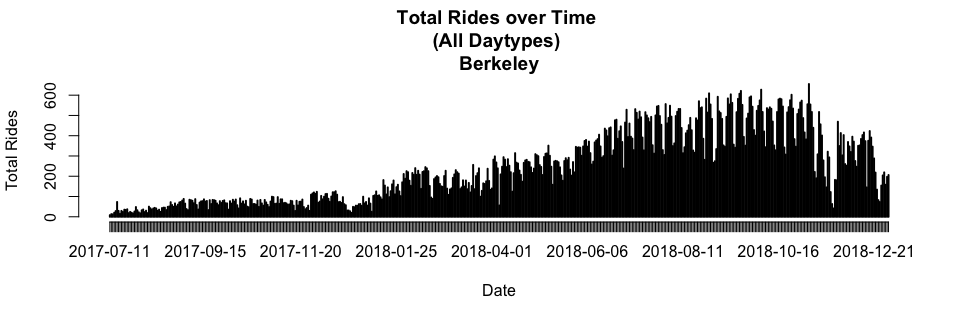 Total Rides over Time
(All Daytypes)
Berkeley
Total Rides
600
400
200
0
2017-07-11 2017-09-15 2017-11-20 2018-01-25 2018-04-01 2018-06-06 2018-08-11 2018-10-16 2018-12-21
Date